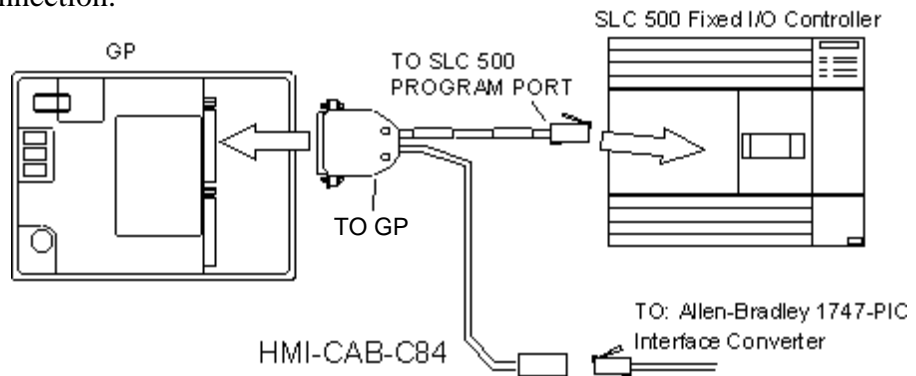 SLC 500 Fixed I/O Controller
GP
TO SLC 500
PROGRAM PORT
TO GP
TO: Allen-Bradley 1747-PIC
Interface Converter
HMI-CAB-C84